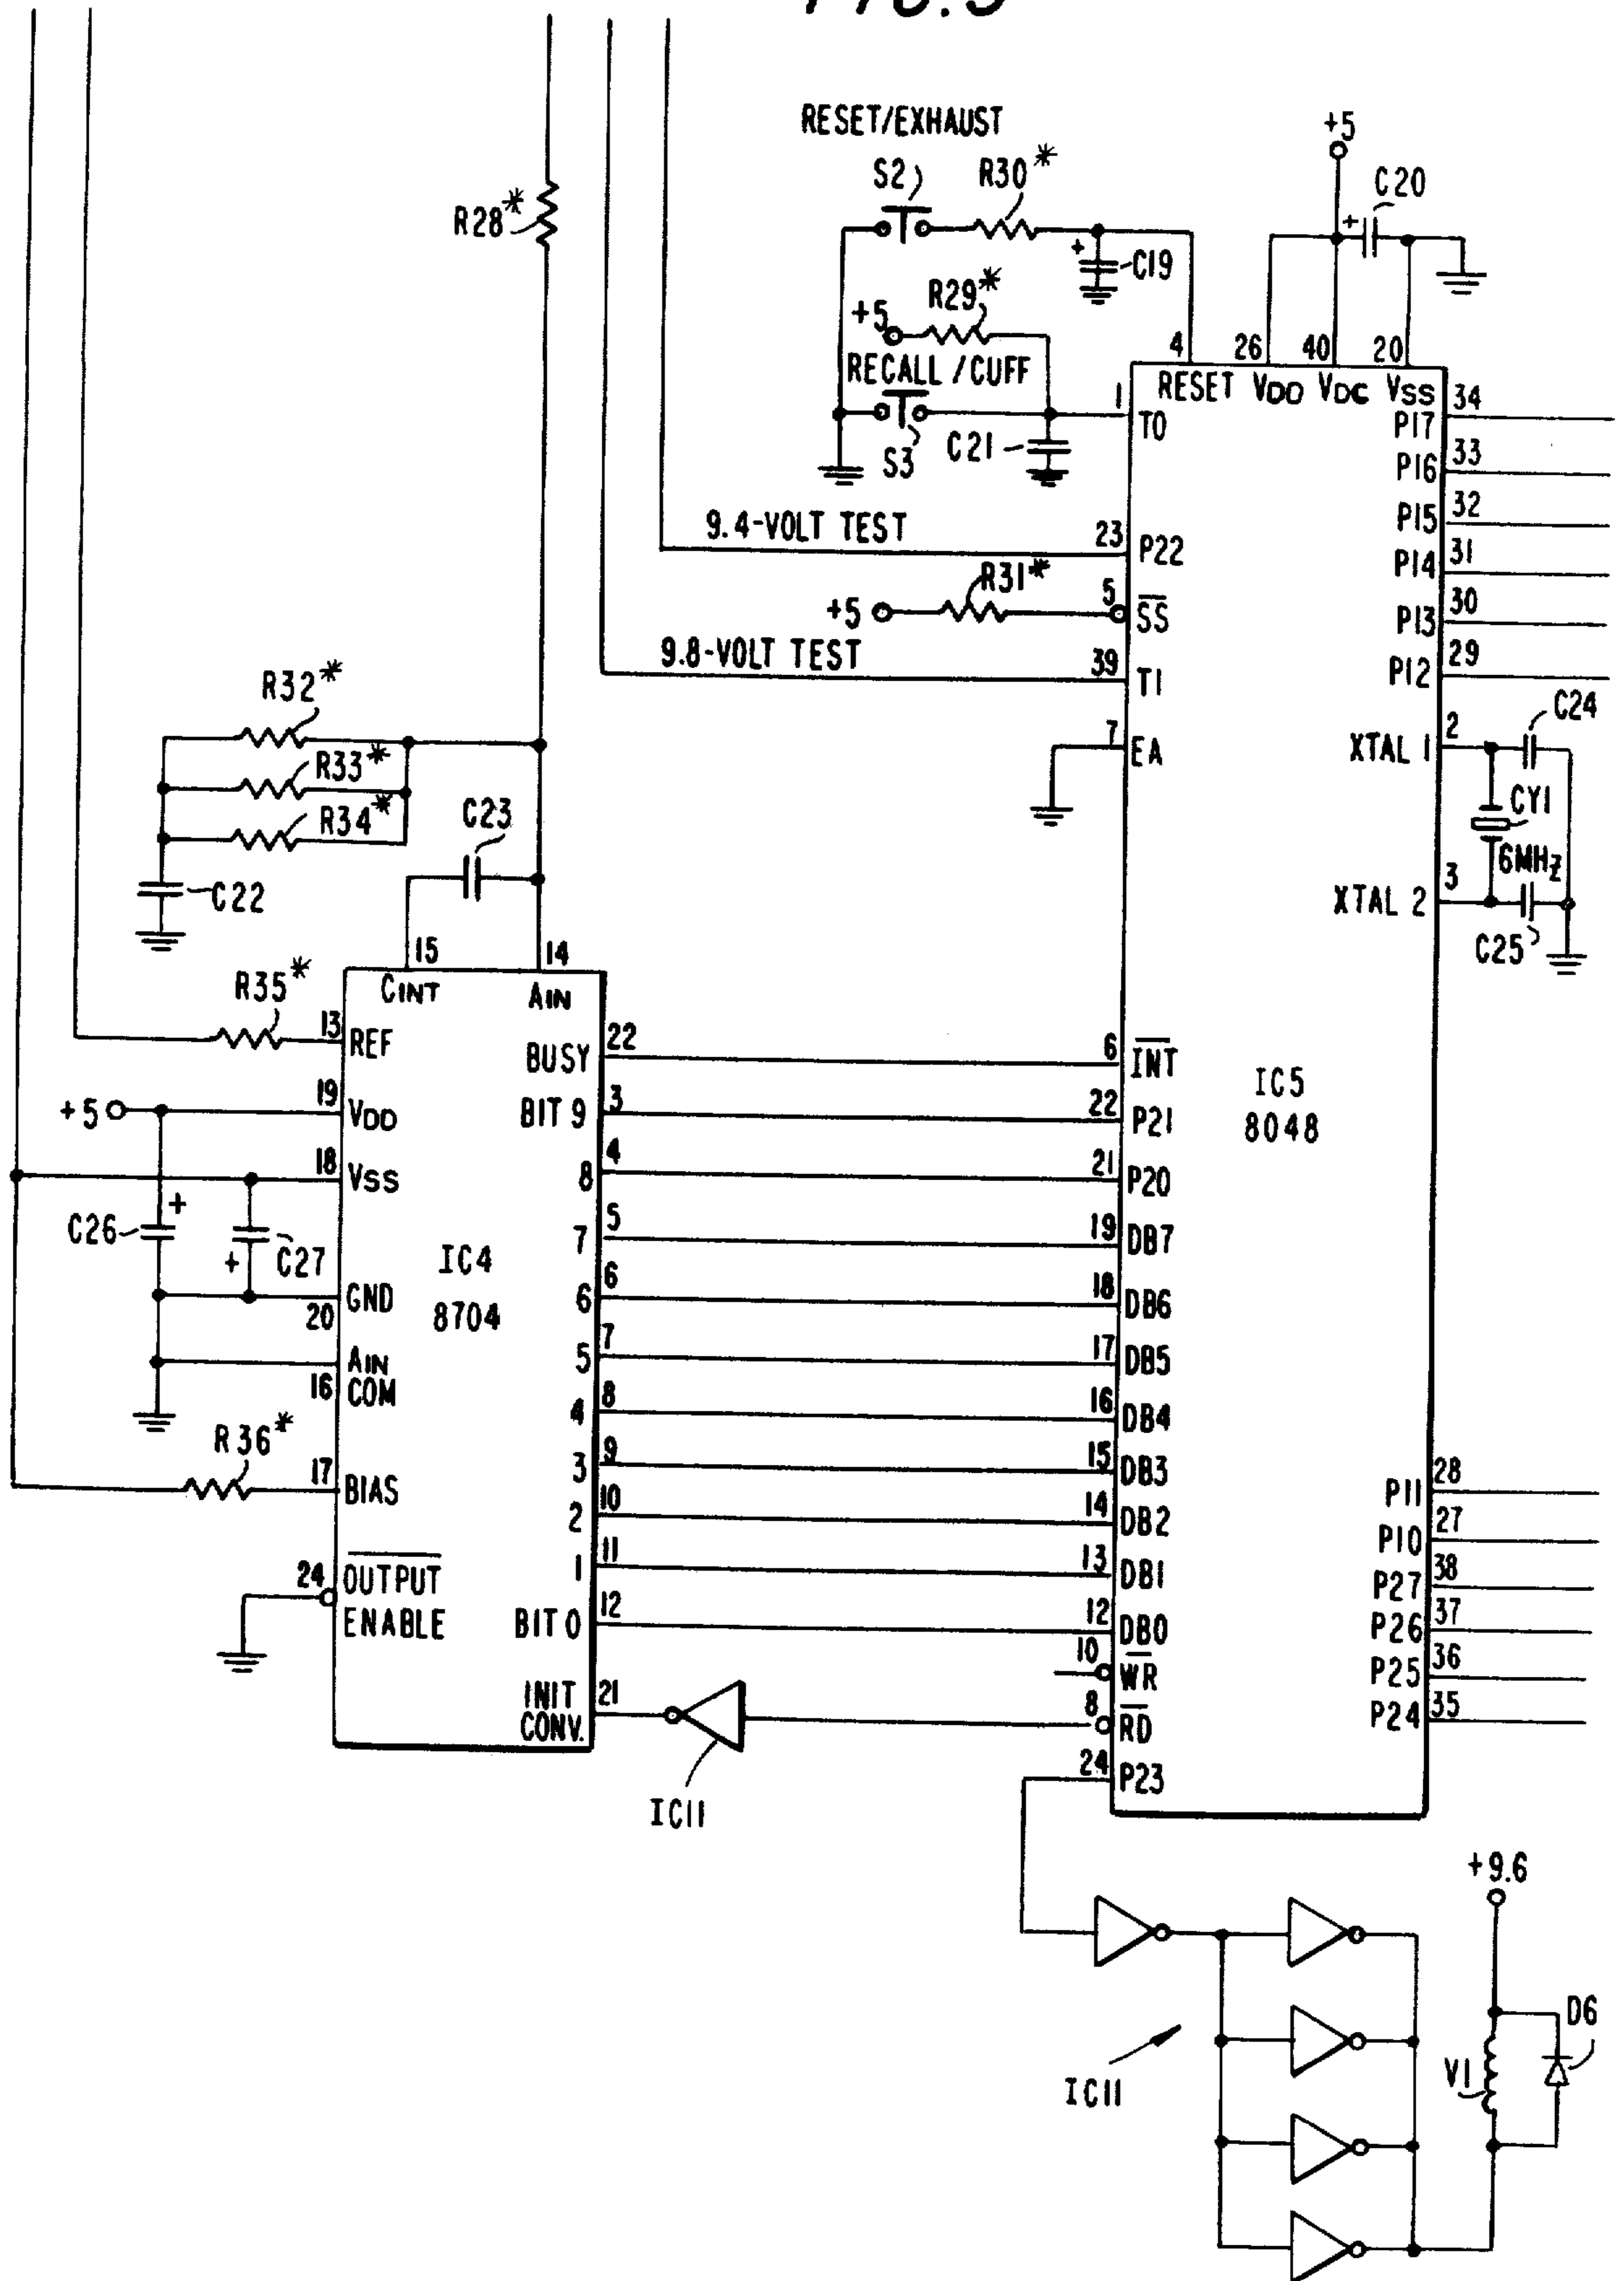 FIG. 5
RESET/EXHAUST
+5
S2
R30*
C20
R28*
+
+
C19
R29*
+5
4
26
40
20
RECALL/CUFF
RESET
VDD
VDC
VSS
34
1
T0
P17
C21
S3
33
P16
32
P15
9.4-VOLT TEST
23
P22
31
P14
R31*
+5
5
SS
30
P13
9.8-VOLT TEST
39
T1
29
P12
R32*
C24
R33*
7
EA
2
XTAL 1
R34*
C23
CY1
6MHz
C22
3
XTAL 2
C25
15
14
R35*
CINT
AIN
13
REF
22
BUSY
6
INT
IC5
8048
+5
19
VDD
BIT 9
3
22
P21
18
VSS
8
4
21
P20
+
C26
C27
+
7
5
19
DB7
IC4
8704
GND
20
6
6
18
DB6
AIN
COM
16
5
7
17
DB5
4
8
16
DB4
R36*
17
BIAS
3
9
15
DB3
28
P11
2
10
14
DB2
27
P10
24
OUTPUT
ENABLE
1
11
13
DB1
38
P27
BIT 0
12
12
DB0
37
P26
10
WR
36
P25
INIT
CONV.
21
8
RD
35
P24
24
P23
IC11
+9.6
D6
V1
IC11